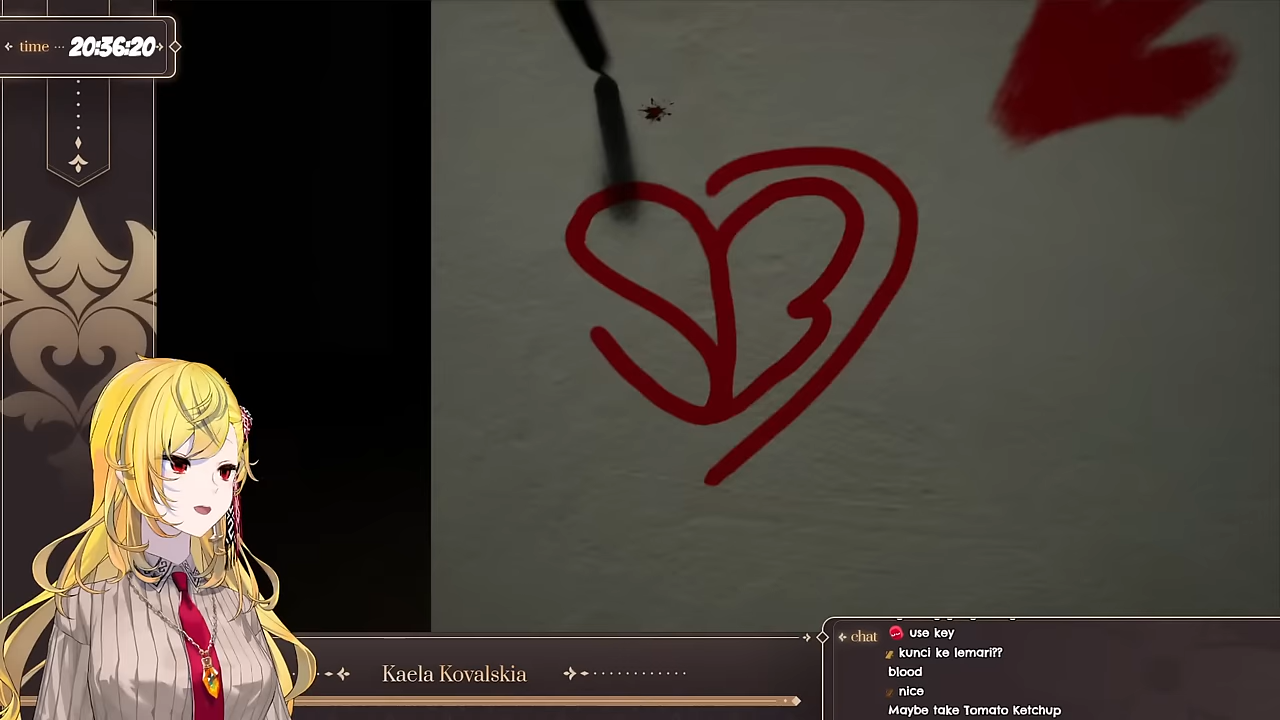 time 20:36:20
Kaela Kovalskia
chat
use key
kunci ke lemari??
blood
nice
Maybe take Tomato Ketchup